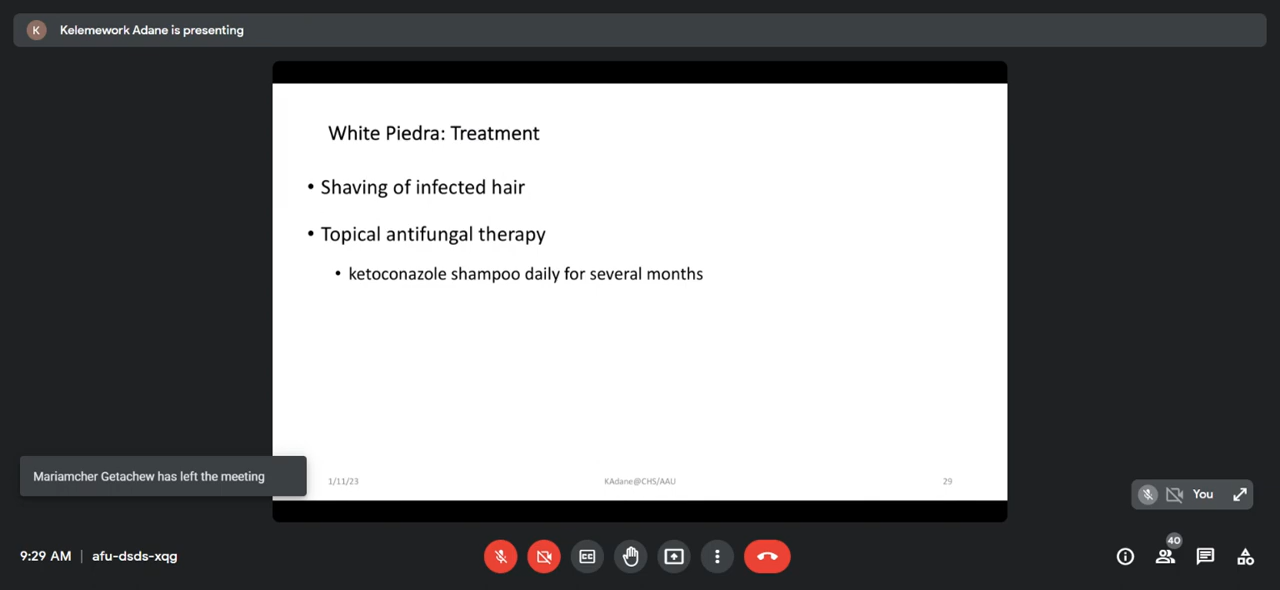 K Kelemework Adane is presenting
White Piedra: Treatment
• Shaving of infected hair
• Topical antifungal therapy
• ketoconazole shampoo daily for several months
Mariamcher Getachew has left the meeting
1/11/23 KAdane@CHS/AAU 29
You
40
9:29 AM | afu-dsds-xqg
CC